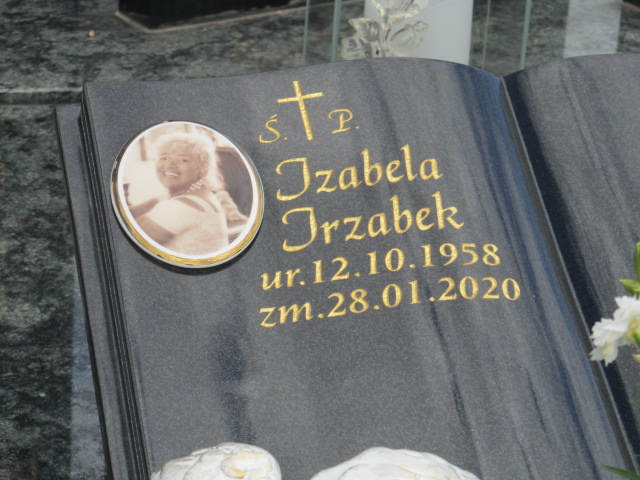 Ś. P.
Izabela
Irzabek
ur.12.10.1958
zm.28.01.2020